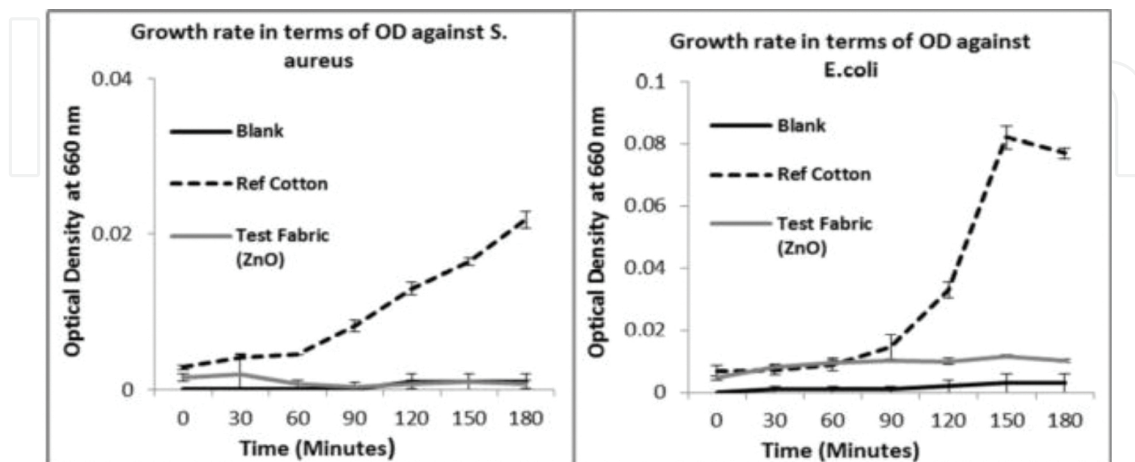 Growth rate in terms of OD against S.
aureus
Optical Density at 660 nm
0.04
0.02
0
Blank
Ref Cotton
Test Fabric
(ZnO)
0 30 60 90 120 150 180
Time (Minutes)
Growth rate in terms of OD against
E.coli
Optical Density at 660 nm
0.1
0.08
0.06
0.04
0.02
0
Blank
Ref Cotton
Test Fabric
(ZnO)
0 30 60 90 120 150 180
Time (Minutes)